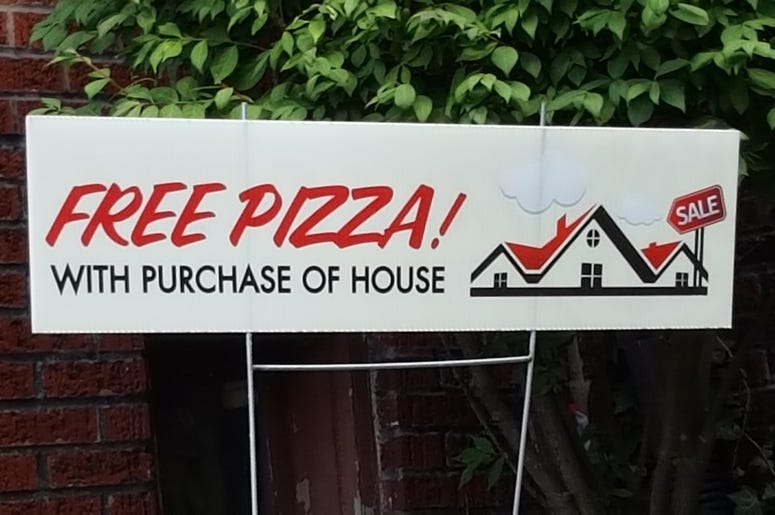 FREE PIZZA!
WITH PURCHASE OF HOUSE
SALE